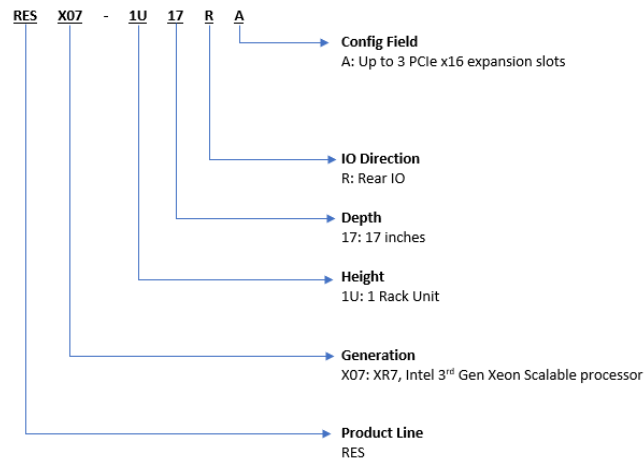 RES X07 - 1U 17 R A
Config Field
A: Up to 3 PCIe x16 expansion slots
IO Direction
R: Rear IO
Depth
17: 17 inches
Height
1U: 1 Rack Unit
Generation
X07: XR7, Intel 3rd Gen Xeon Scalable processor
Product Line
RES